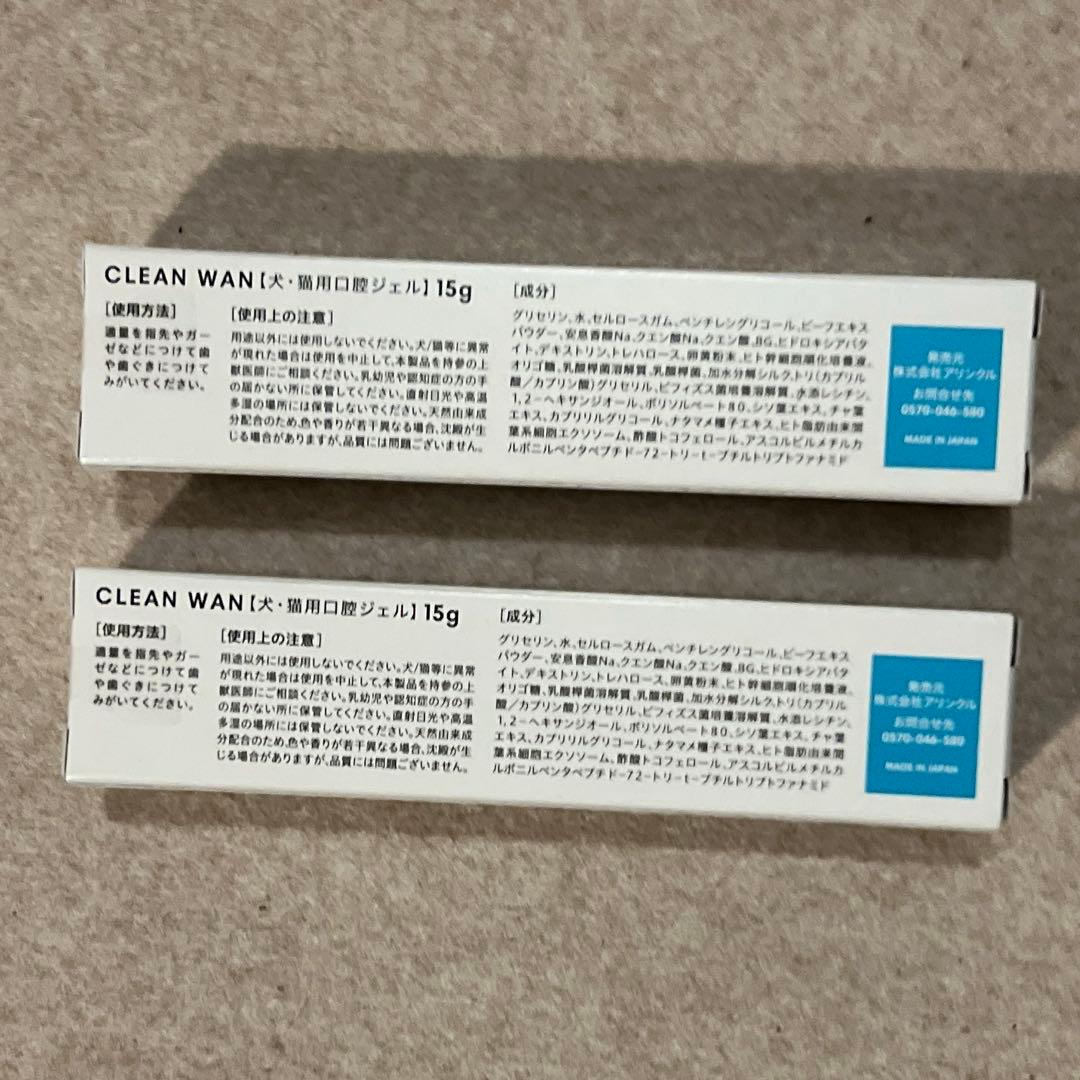 CLEAN WAN【犬・猫用口腔ジェル】15g
［使用方法］
適量を指先やガー
ゼなどにつけて歯
や歯ぐきにつけて
みがいてください。
［使用上の注意］
用途以外には使用しないでください。犬/猫等に異常
が現れた場合は使用を中止して、本製品を持参の上
獣医師にご相談ください。乳幼児や認知症の方の手
の届かない所に保管してください。直射日光や高温
多湿の場所には保管しないでください。天然由来成
分配合のため、色や香りが若干異なる場合、沈殿が生
じる場合がありますが、品質には問題ございません。
［成分］
グリセリン、水、セルロースガム、ペンチレングリコール、ビーフエキス
パウダー、安息香酸Na、クエン酸Na、クエン酸、BG、ヒドロキシアパタ
イト、デキストリン、トレハロース、卵黄粉末、ヒト幹細胞順化培養液、
オリゴ糖、乳酸桿菌溶解質、乳酸桿菌、加水分解シルク、トリ(カプリル
酸／カプリン酸)グリセリル、ビフィズス菌培養溶解質、水添レシチン、
1,2-ヘキサンジオール、ポリソルベート80、シソ葉エキス、チャ葉
エキス、カプリリルグリコール、ナタマメ種子エキス、ヒト脂肪由来間
葉系細胞エクソソーム、酢酸トコフェロール、アスコルビルメチルカ
ルボニルペンタペプチド-72-トリ-t-ブチルトリプトファナミド
発売元
株式会社アリンクル
お問合せ先
0570-046-580
MADE IN JAPAN
CLEAN WAN【犬・猫用口腔ジェル】15g
［使用方法］
適量を指先やガー
ゼなどにつけて歯
や歯ぐきにつけて
みがいてください。
［使用上の注意］
用途以外には使用しないでください。犬/猫等に異常
が現れた場合は使用を中止して、本製品を持参の上
獣医師にご相談ください。乳幼児や認知症の方の手
の届かない所に保管してください。直射日光や高温
多湿の場所には保管しないでください。天然由来成
分配合のため、色や香りが若干異なる場合、沈殿が生
じる場合がありますが、品質には問題ございません。
［成分］
グリセリン、水、セルロースガム、ペンチレングリコール、ビーフエキス
パウダー、安息香酸Na、クエン酸Na、クエン酸、BG、ヒドロキシアパタ
イト、デキストリン、トレハロース、卵黄粉末、ヒト幹細胞順化培養液、
オリゴ糖、乳酸桿菌溶解質、乳酸桿菌、加水分解シルク、トリ(カプリル
酸／カプリン酸)グリセリル、ビフィズス菌培養溶解質、水添レシチン、
1,2-ヘキサンジオール、ポリソルベート80、シソ葉エキス、チャ葉
エキス、カプリリルグリコール、ナタマメ種子エキス、ヒト脂肪由来間
葉系細胞エクソソーム、酢酸トコフェロール、アスコルビルメチルカ
ルボニルペンタペプチド-72-トリ-t-ブチルトリプトファナミド
発売元
株式会社アリンクル
お問合せ先
0570-046-580
MADE IN JAPAN